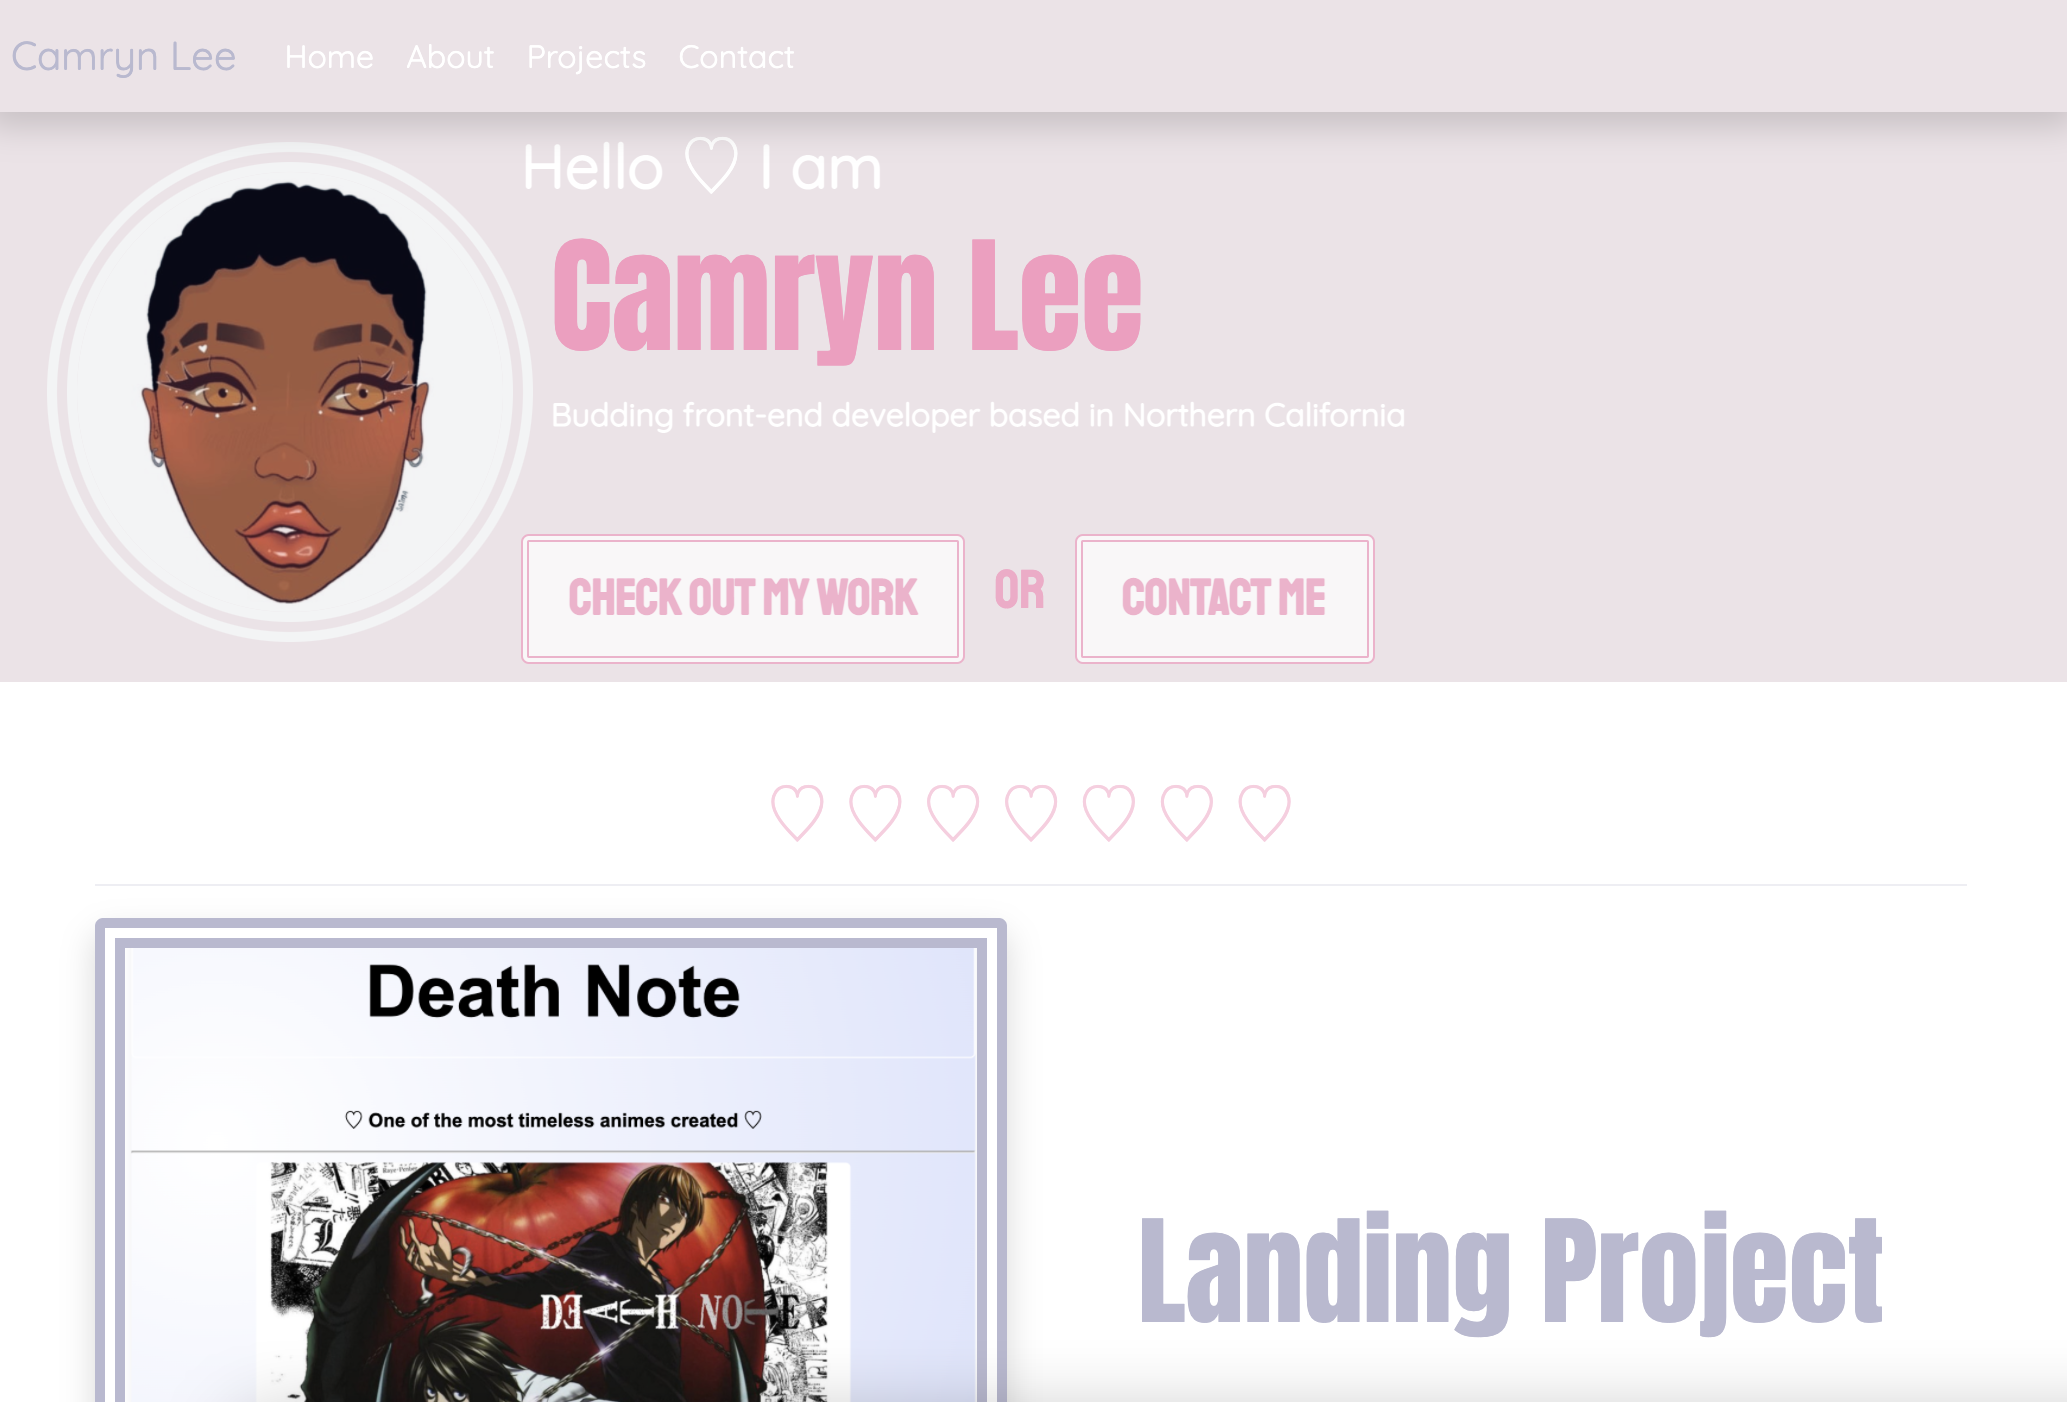 Camryn Lee Home About Projects Contact
Hello ♡ I am
Camryn Lee
Budding front-end developer based in Northern California
CHECK OUT MY WORK OR CONTACT ME
♡ ♡ ♡ ♡ ♡ ♡ ♡
Death Note
♡ One of the most timeless animes created ♡
DEATH NOTE
Landing Project